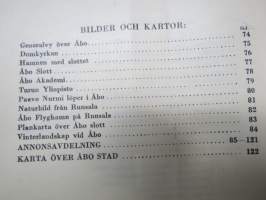 BILDER OCH KARTOR:
Generalvy över Åbo 74
Domkyrkan 75
Hamnen med slottet 76
Åbo Slott 77
Åbo Akademi 78
Turun Yliopisto 79
Paavo Nurmi löper i Åbo 80
Naturbild från Runsala 81
Åbo Flyghamn på Runsala 82
Plankarta över Åbo slott 83
Vinterlandskap vid Åbo 84
ANNONSAVDELNING 85—121
KARTA ÖVER ÅBO STAD 122